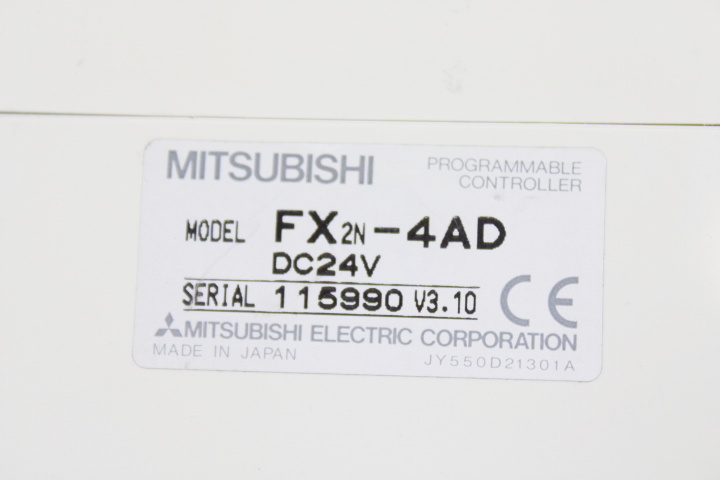 MITSUBISHI
PROGRAMMABLE
CONTROLLER
MODEL FX2N-4AD
DC24V
SERIAL 115990 V3.10
CE
MITSUBISHI ELECTRIC CORPORATION
MADE IN JAPAN JY550D21301A